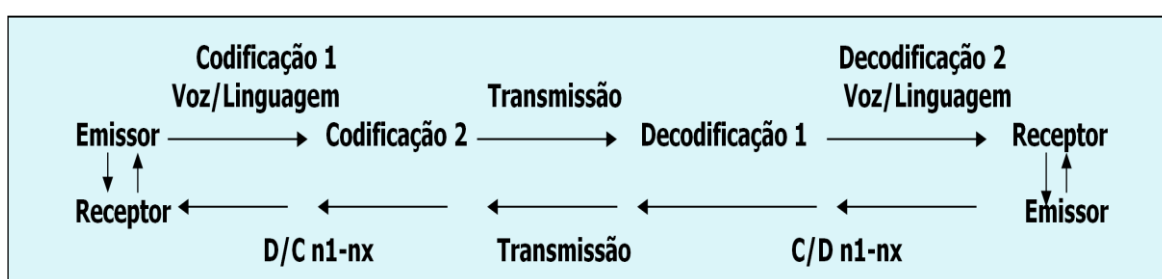 Codificação 1
Decodificação 2
Voz/Linguagem
Transmissão
Voz/Linguagem
Emissor
Codificação 2
Decodificação 1
Receptor
Receptor
Emissor
D/C n1-nx
Transmissão
C/D n1-nx